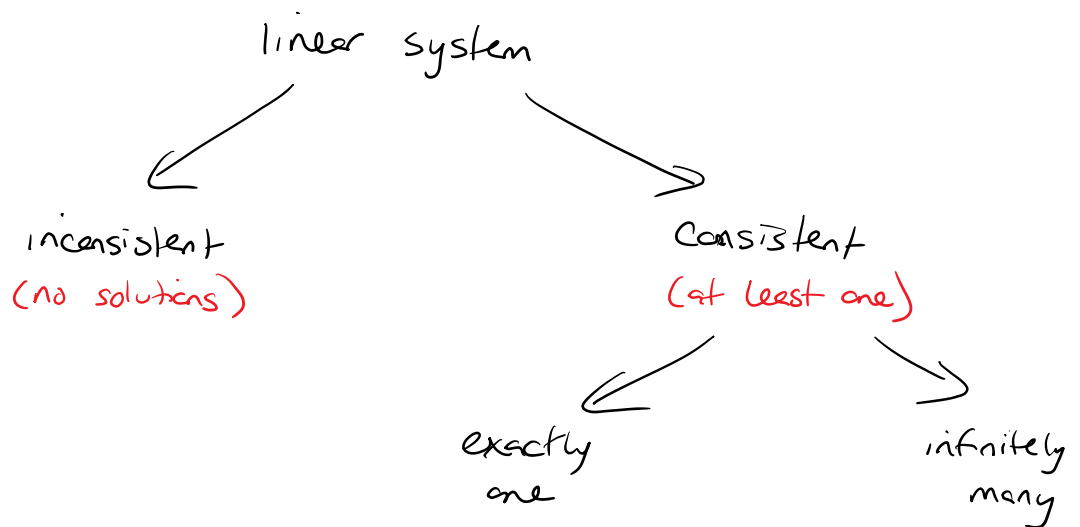 linear system
inconsistent
(no solutions)
consistent
(at least one)
exactly
one
infinitely
many